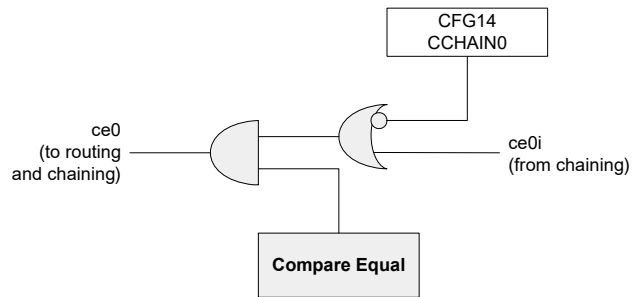 CFG14
CCHAIN0
ce0
(to routing
and chaining)
ce0i
(from chaining)
Compare Equal